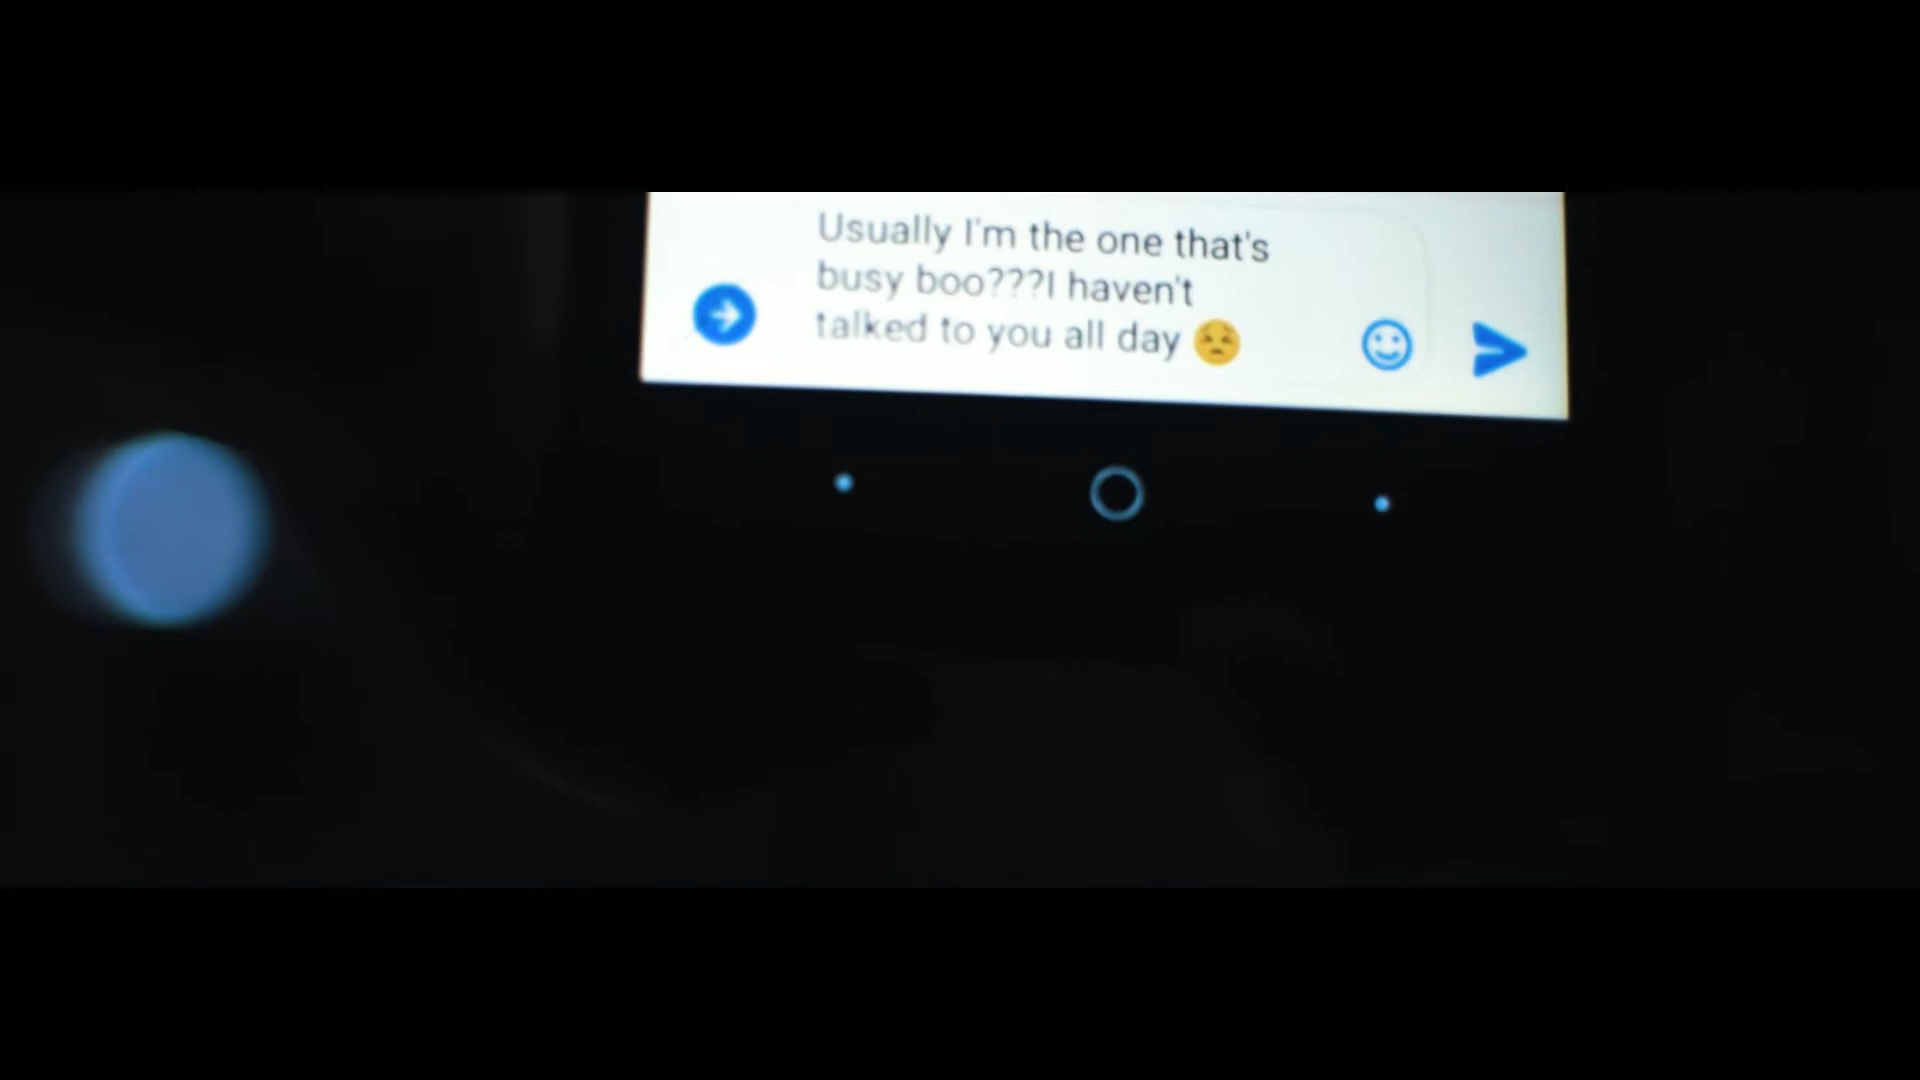 Usually I'm the one that's
busy boo???I haven't
talked to you all day 😣